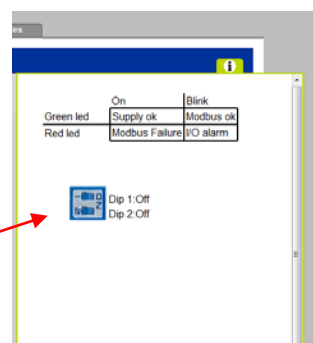 es
i
On Blink
Green led Supply ok Modbus ok
Red led Modbus Failure I/O alarm
Dip 1:Off
Dip 2:Off